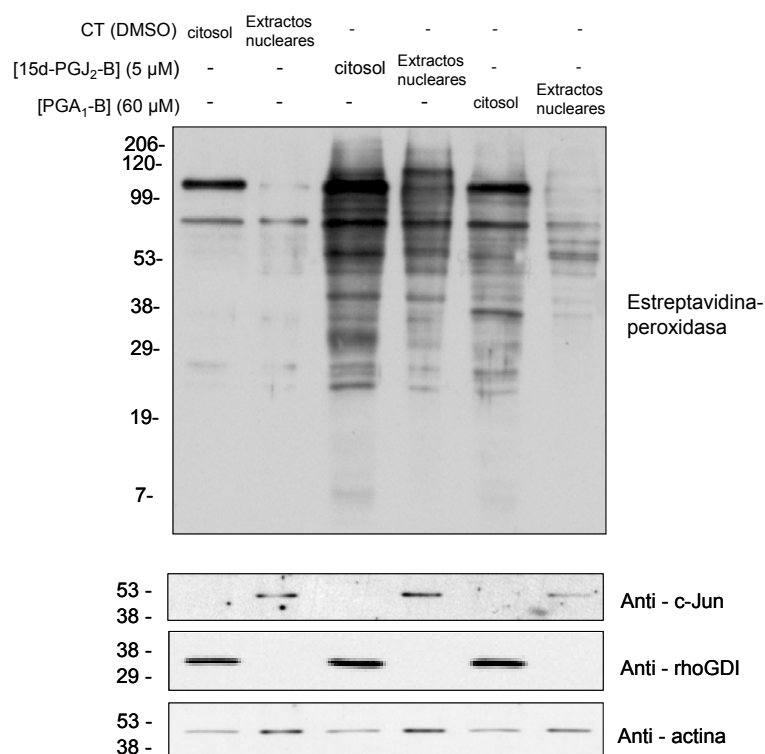 CT (DMSO) citosol Extractos nucleares - - - -
[15d-PGJ₂-B] (5 µM) - - citosol Extractos nucleares - -
[PGA₁-B] (60 µM) - - - - citosol Extractos nucleares
206-
120-
99-
53-
38-
29-
19-
7-
Estreptavidina-
peroxidasa
53 -
38 -
Anti - c-Jun
38 -
29 -
Anti - rhoGDI
53 -
38 -
Anti - actina